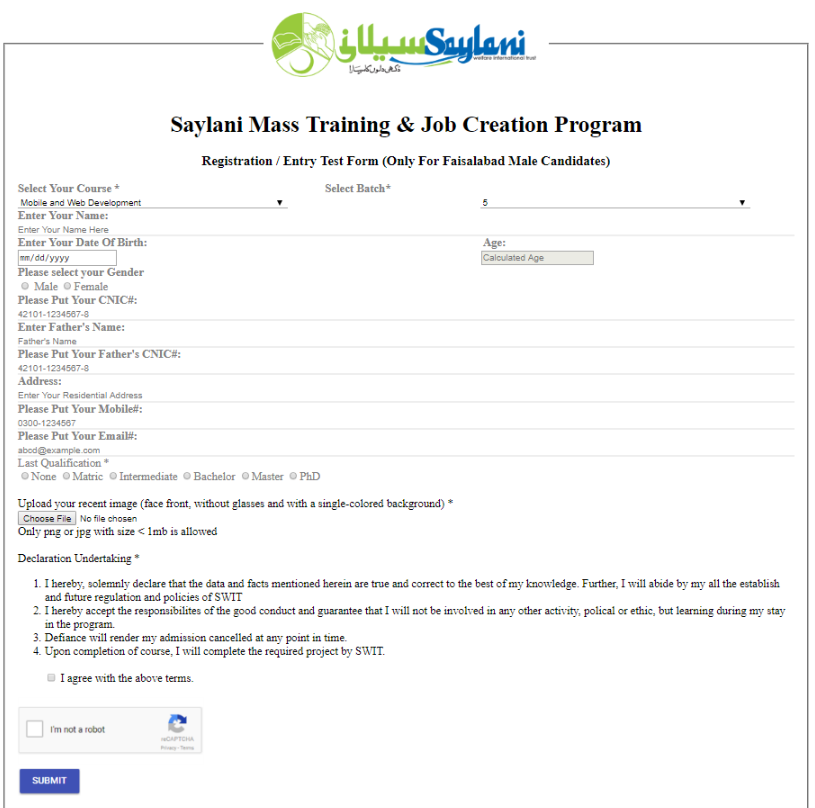 سیلانی Saylani
welfare international trust
Saylani Mass Training & Job Creation Program
Registration / Entry Test Form (Only For Faisalabad Male Candidates)
Select Your Course * Select Batch*
Mobile and Web Development ▼ 5 ▼
Enter Your Name:
Enter Your Name Here
Enter Your Date Of Birth: Age:
mm/dd/yyyy Calculated Age
Please select your Gender
Male Female
Please Put Your CNIC#:
42101-1234567-8
Enter Father's Name:
Father's Name
Please Put Your Father's CNIC#:
42101-1234567-8
Address:
Enter Your Residential Address
Please Put Your Mobile#:
0300-1234567
Please Put Your Email#:
abcd@example.com
Last Qualification *
None Matric Intermediate Bachelor Master PhD
Upload your recent image (face front, without glasses and with a single-colored background) *
Choose File No file chosen
Only png or jpg with size < 1mb is allowed
Declaration Undertaking *
1. I hereby, solemnly declare that the data and facts mentioned herein are true and correct to the best of my knowledge. Further, I will abide by my all the establish
and future regulation and policies of SWIT
2. I hereby accept the responsibilites of the good conduct and guarantee that I will not be involved in any other activity, polical or ethic, but learning during my stay
in the program.
3. Defiance will render my admission cancelled at any point in time.
4. Upon completion of course, I will complete the required project by SWIT.
I agree with the above terms.
I'm not a robot
reCAPTCHA
Privacy - Terms
SUBMIT